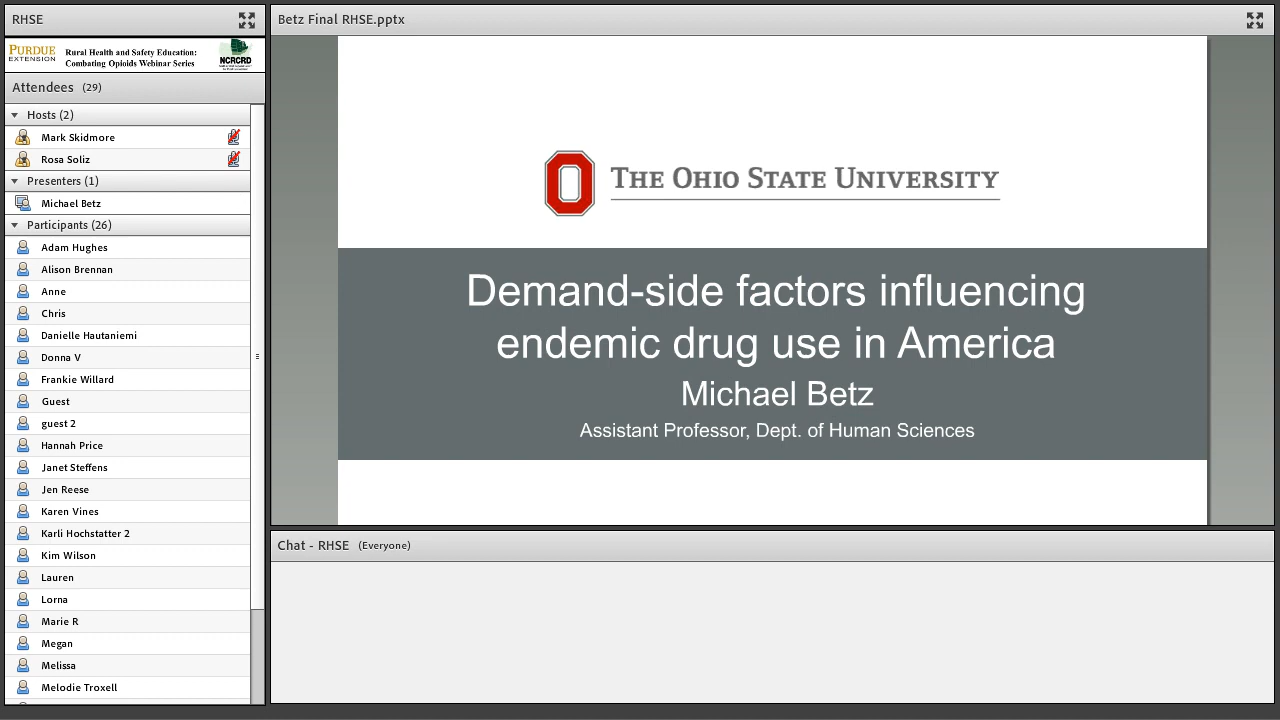 RHSE
PURDUE
EXTENSION
Rural Health and Safety Education:
Combating Opioids Webinar Series
NCRCRD
Attendees (29)
Hosts (2)
Mark Skidmore
Rosa Soliz
Presenters (1)
Michael Betz
Participants (26)
Adam Hughes
Alison Brennan
Anne
Chris
Danielle Hautaniemi
Donna V
Frankie Willard
Guest
guest 2
Hannah Price
Janet Steffens
Jen Reese
Karen Vines
Karli Hochstatter 2
Kim Wilson
Lauren
Lorna
Marie R
Megan
Melissa
Melodie Troxell
Betz Final RHSE.pptx
THE OHIO STATE UNIVERSITY
Demand-side factors influencing
endemic drug use in America
Michael Betz
Assistant Professor, Dept. of Human Sciences
Chat - RHSE (Everyone)